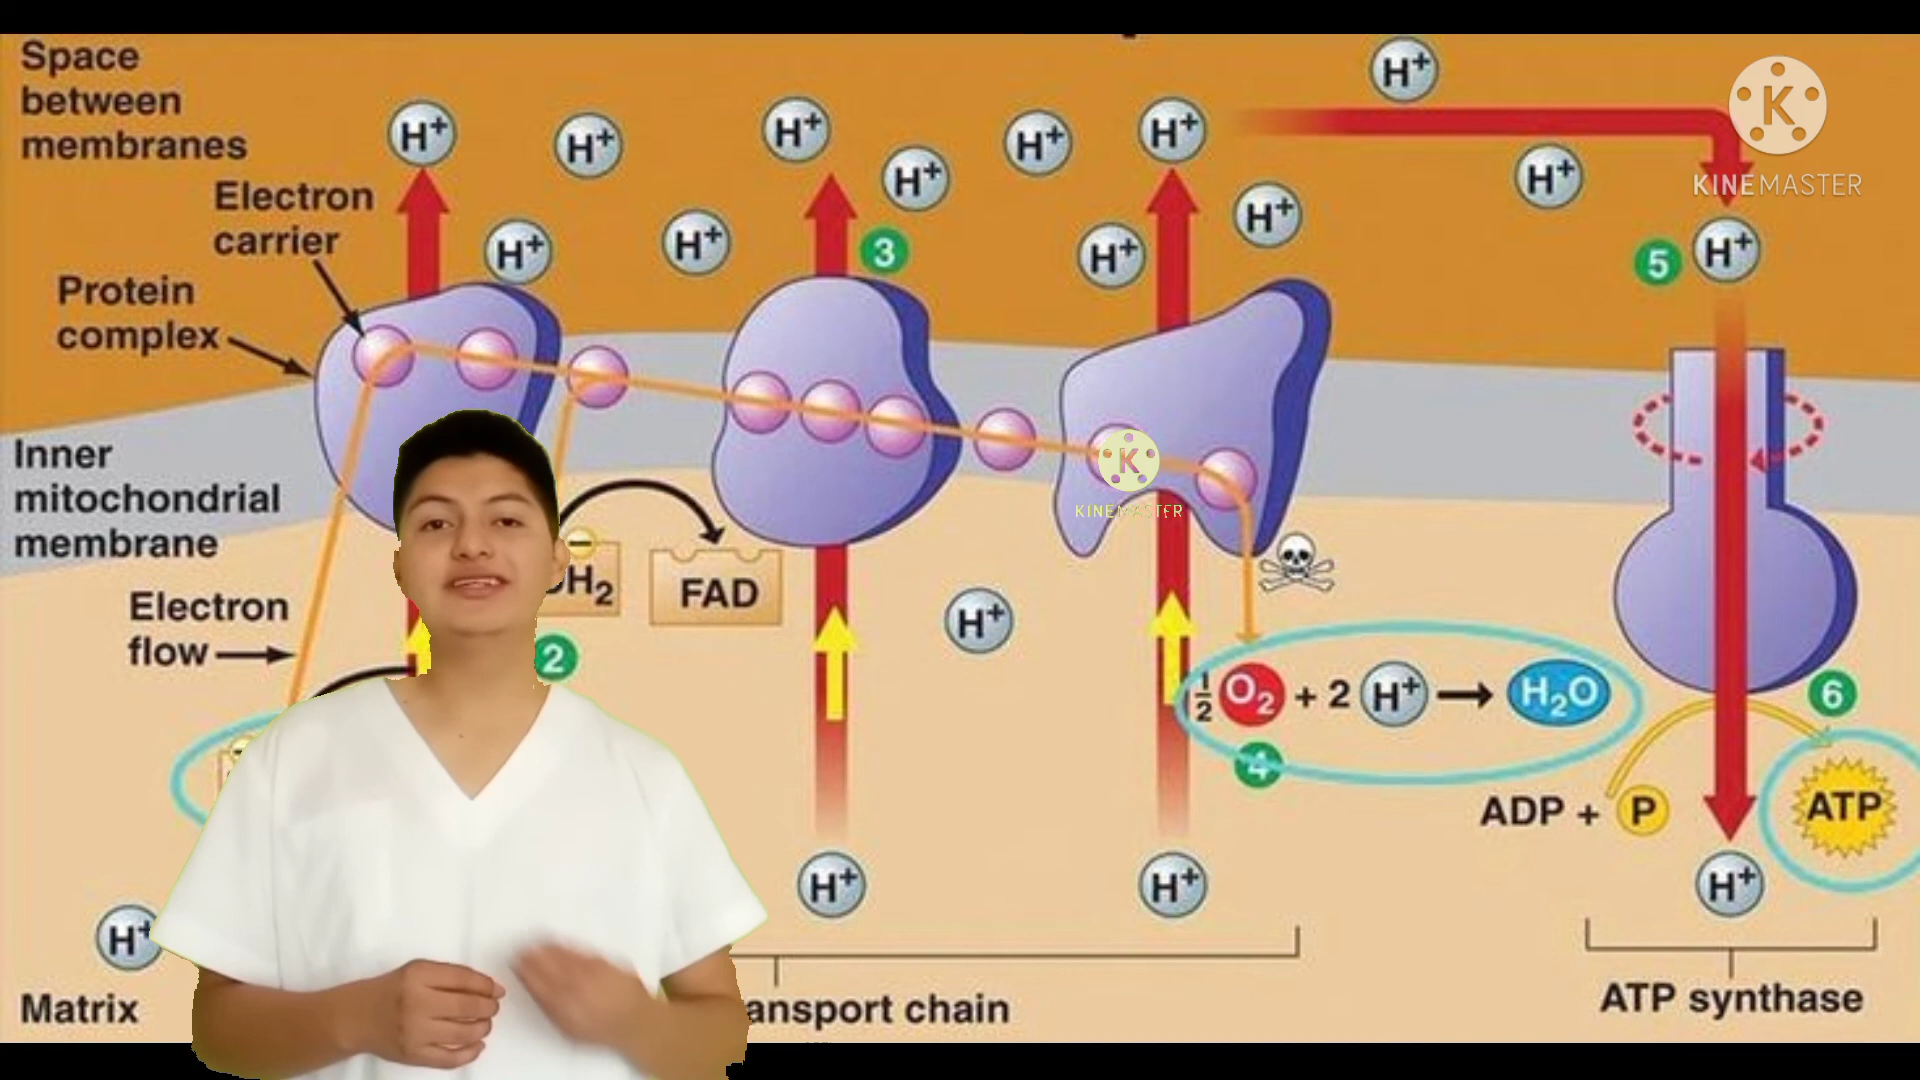 Space
between
membranes
H+
H+
H+
H+
H+
H+
H+
H+
H+
H+
H+
H+
H+
KINEMASTER
Electron
carrier
Protein
complex
3
5
H+
Inner
mitochondrial
membrane
KINEMASTER
H2
FAD
H+
Electron
flow
2
1/2 O2 + 2 H+ → H2O
4
6
ADP + P
ATP
H+
H+
H+
H+
Matrix
ansport chain
ATP synthase